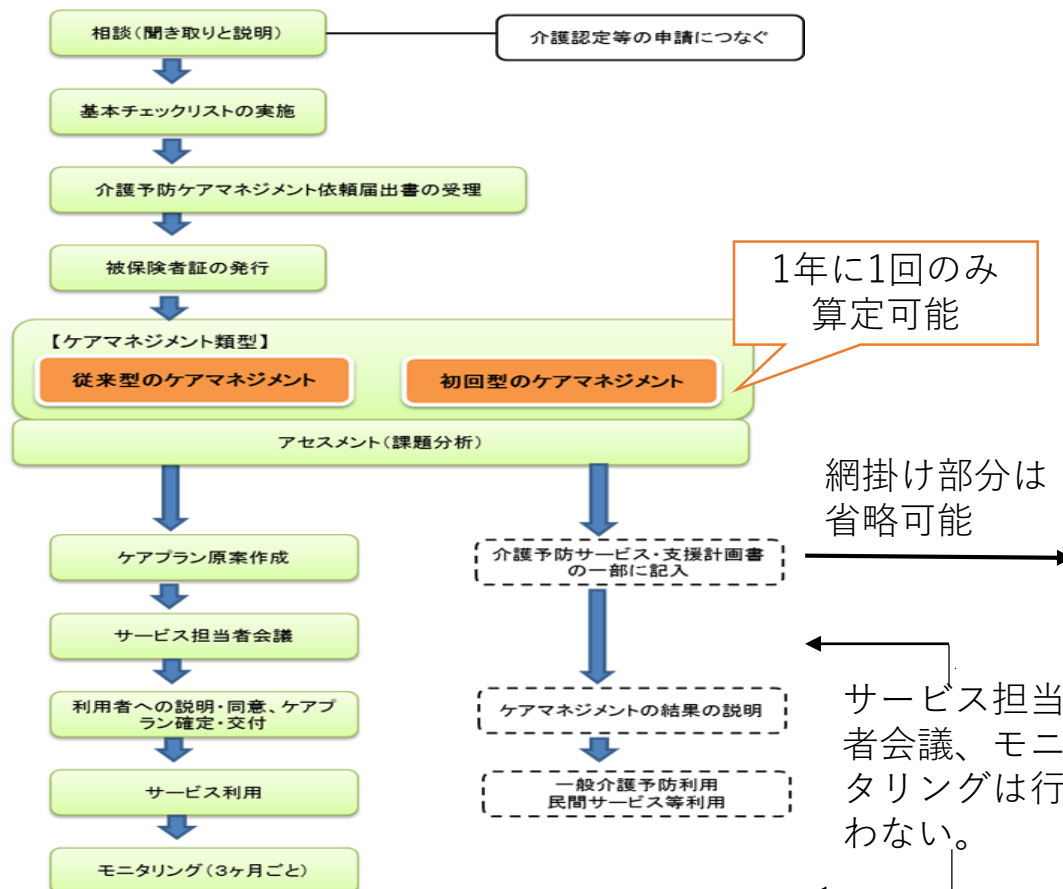 相談(聞き取りと説明)
介護認定等の申請につなぐ
基本チェックリストの実施
介護予防ケアマネジメント依頼届出書の受理
被保険者証の発行
1年に1回のみ
算定可能
【ケアマネジメント類型】
従来型のケアマネジメント
初回型のケアマネジメント
アセスメント(課題分析)
網掛け部分は
省略可能
ケアプラン原案作成
介護予防サービス・支援計画書
の一部に記入
サービス担当者会議
利用者への説明・同意、ケアプ
ラン確定・交付
ケアマネジメントの結果の説明
サービス担当
者会議、モニ
タリングは行
わない。
サービス利用
一般介護予防利用
民間サービス等利用
モニタリング(3ヶ月ごと)